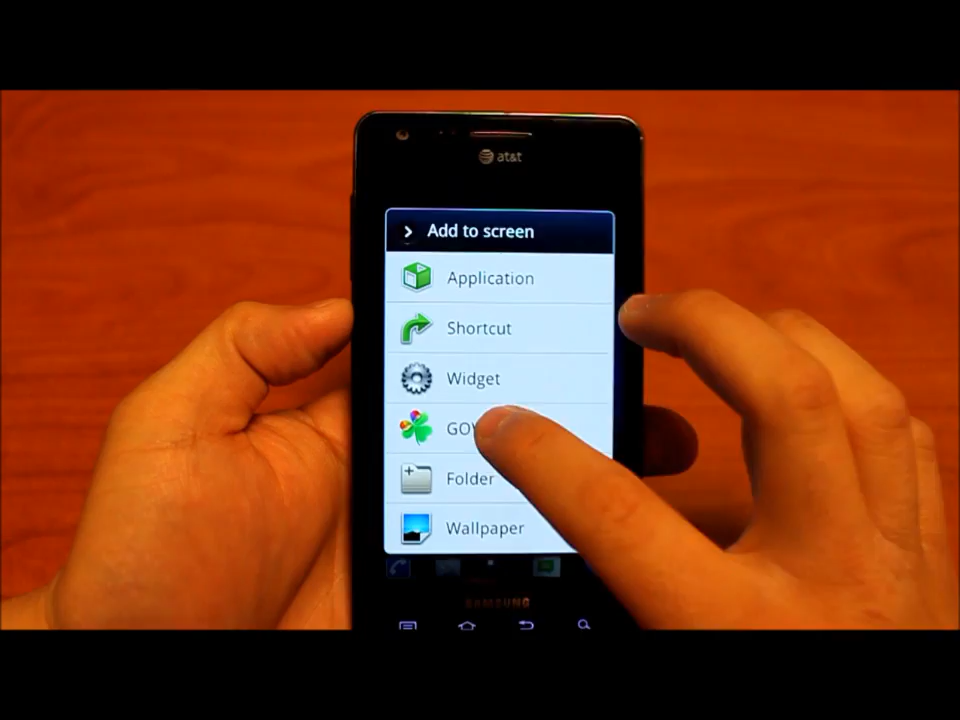 at&t
Add to screen
Application
Shortcut
Widget
Folder
Wallpaper
SAMSUNG